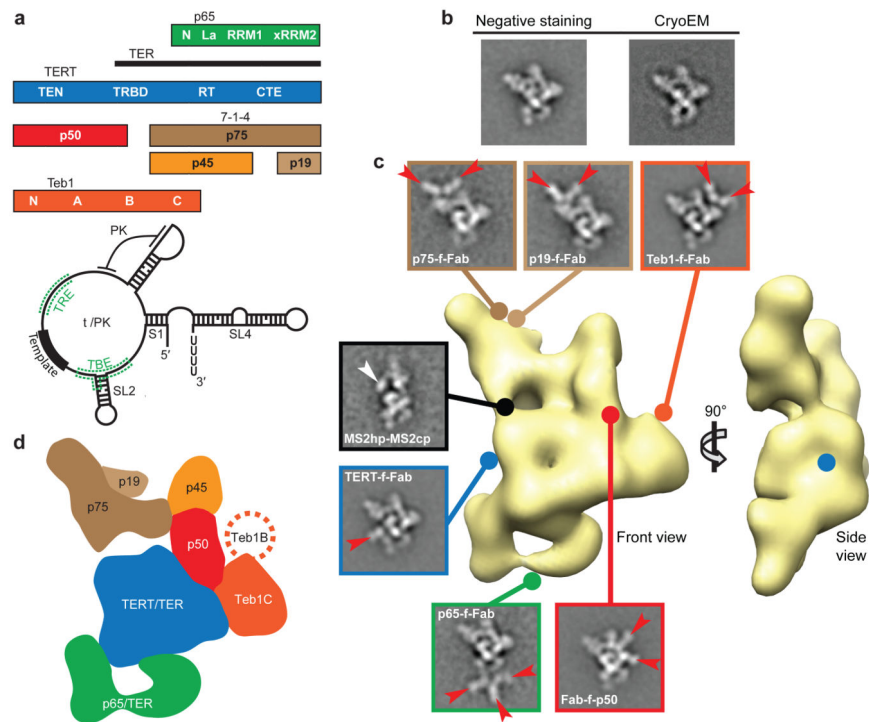 a
p65
N La RRM1 xRRM2
TER
TERT
TEN TRBD RT CTE
7-1-4
p50 p75
p45 p19
Teb1
N A B C
PK
TRE
t /PK
Template
TBE
S1
5′
SL4
3′
SL2
b
Negative staining CryoEM
c
p75-f-Fab p19-f-Fab Teb1-f-Fab
MS2hp-MS2cp
90°
TERT-f-Fab
Front view
Side
view
p65-f-Fab
Fab-f-p50
d
p19
p75
p45
p50
Teb1B
TERT/TER
Teb1C
p65/TER